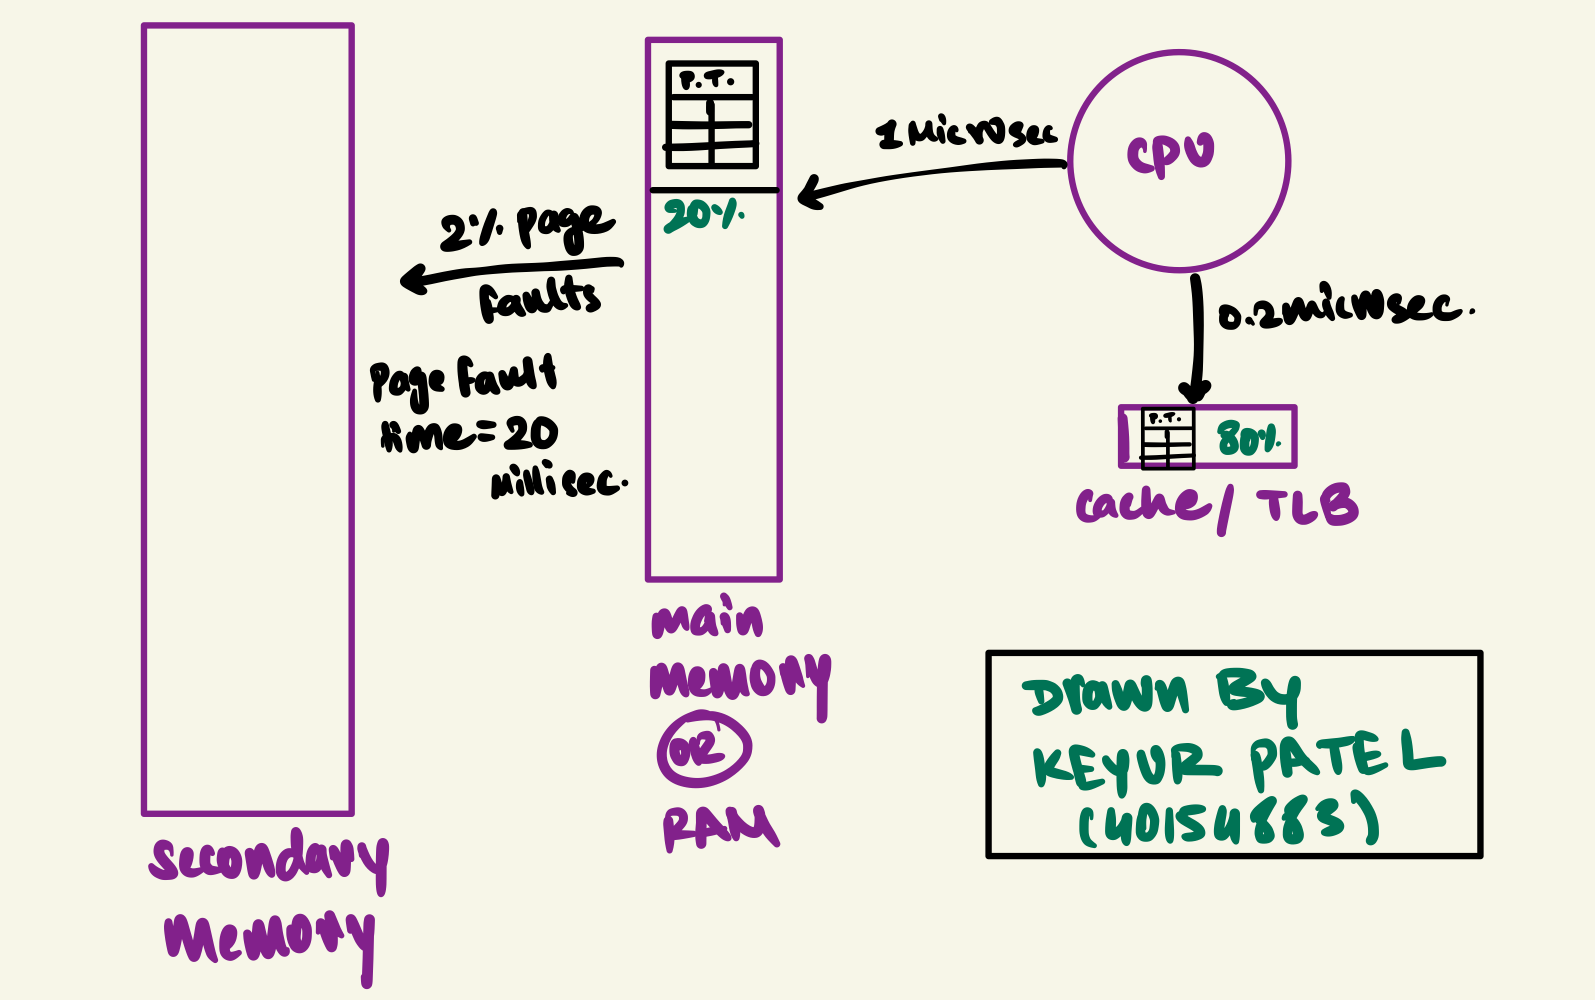 P.T.
20%
2% page
faults
Page fault
time=20
millisec.
1 Microsec
CPU
0.2microsec.
P.T.
80%
cache/ TLB
main
memory
OR
RAM
Secondary
Memory
Drawn By
KEYUR PATEL
(40154883)